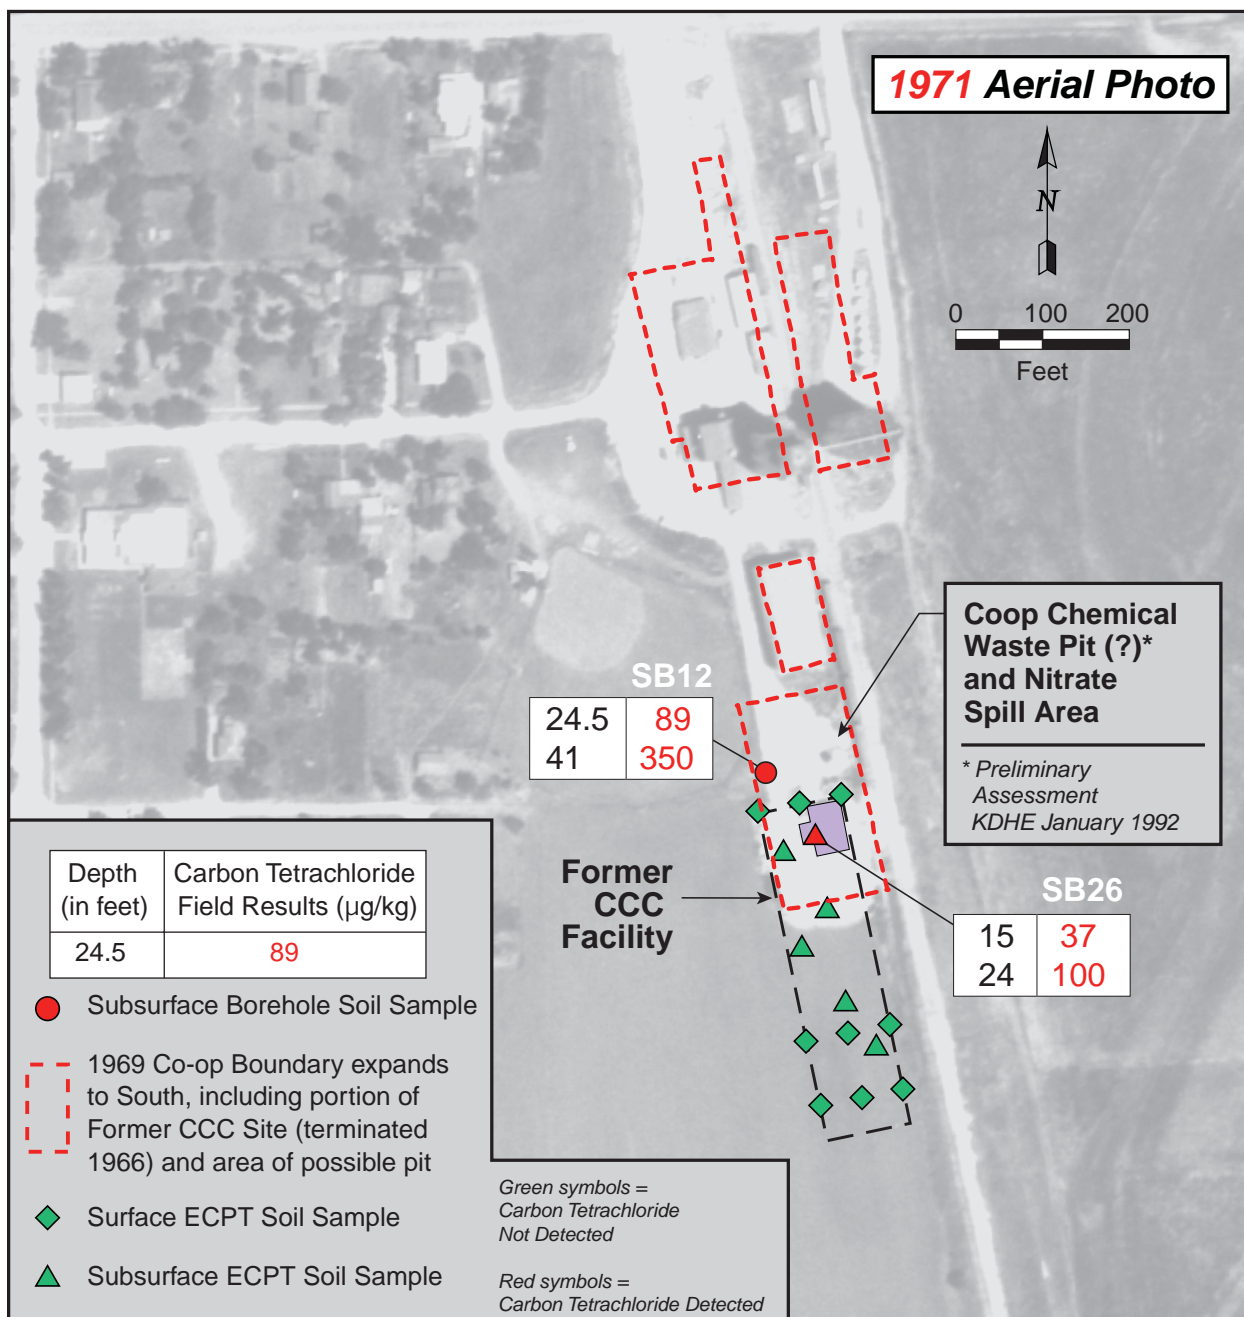 1971 Aerial Photo
N
0 100 200
Feet
Coop Chemical
Waste Pit (?)*
and Nitrate
Spill Area
* Preliminary
Assessment
KDHE January 1992
SB12
24.5 89
41 350
Former
CCC
Facility
SB26
15 37
24 100
Depth
(in feet)
Carbon Tetrachloride
Field Results (µg/kg)
24.5 89
Subsurface Borehole Soil Sample
1969 Co-op Boundary expands
to South, including portion of
Former CCC Site (terminated
1966) and area of possible pit
Surface ECPT Soil Sample
Subsurface ECPT Soil Sample
Green symbols =
Carbon Tetrachloride
Not Detected
Red symbols =
Carbon Tetrachloride Detected